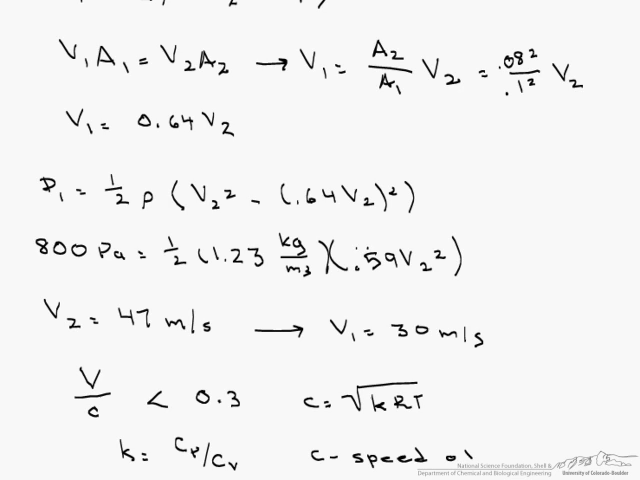 V₁A₁ = V₂A₂ → V₁ = A₂/A₁ V₂ = .08²/.1² V₂
V₁ = 0.64 V₂
P₁ = ½ ρ (V₂² - (.64V₂)²)
800 Pa = ½ (1.23 kg/m³)(.59V₂²)
V₂ = 47 m/s → V₁ = 30 m/s
V/c < 0.3 c = √kRT
k = Cp/Cv c - speed
National Science Foundation, Shell &
Department of Chemical and Biological Engineering
University of Colorado-Boulder